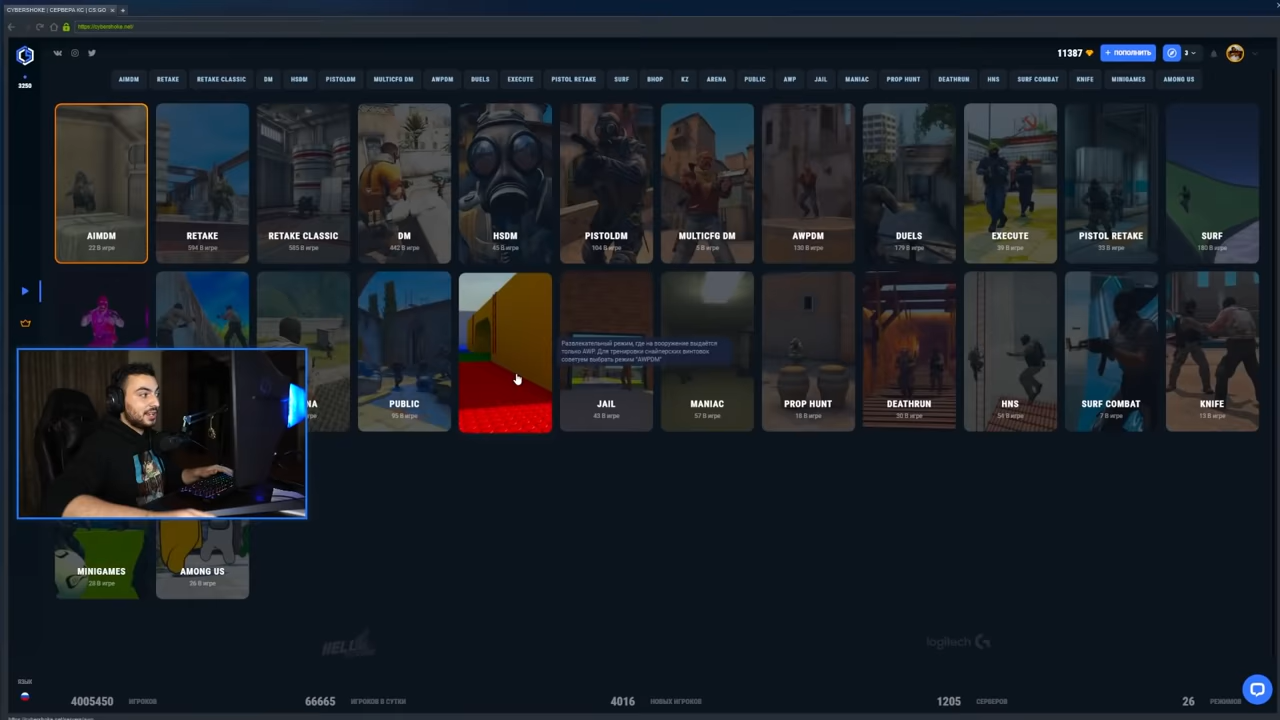 CYBERSHOKE | СЕРВЕРА КС | CS:GO
https://cybershoke.net/
11387
+ ПОПОЛНИТЬ
3
3250
AIMDM RETAKE RETAKE CLASSIC DM HSDM PISTOLDM MULTICFG DM AWPDM DUELS EXECUTE PISTOL RETAKE SURF BHOP KZ ARENA PUBLIC AWP JAIL MANIAC PROP HUNT DEATHRUN HNS SURF COMBAT KNIFE MINIGAMES AMONG US
AIMDM
22 В игре
RETAKE
594 В игре
RETAKE CLASSIC
505 В игре
DM
442 В игре
HSDM
45 В игре
PISTOLDM
104 В игре
MULTICFG DM
5 В игре
AWPDM
130 В игре
DUELS
179 В игре
EXECUTE
39 В игре
PISTOL RETAKE
33 В игре
SURF
180 В игре
NA
PUBLIC
95 В игре
Развлекательный режим, где на вооружение выдаётся
только AWP. Для тренировки снайперских винтовок
советуем выбрать режим "AWPDM"
JAIL
43 В игре
MANIAC
57 В игре
PROP HUNT
18 В игре
DEATHRUN
30 В игре
HNS
54 В игре
SURF COMBAT
7 В игре
KNIFE
13 В игре
MINIGAMES
28 В игре
AMONG US
26 В игре
HELL
logitech G
ЯЗЫК
4005450 ИГРОКОВ
66665 ИГРОКОВ В СУТКИ
4016 НОВЫХ ИГРОКОВ
1205 СЕРВЕРОВ
26 РЕЖИМОВ